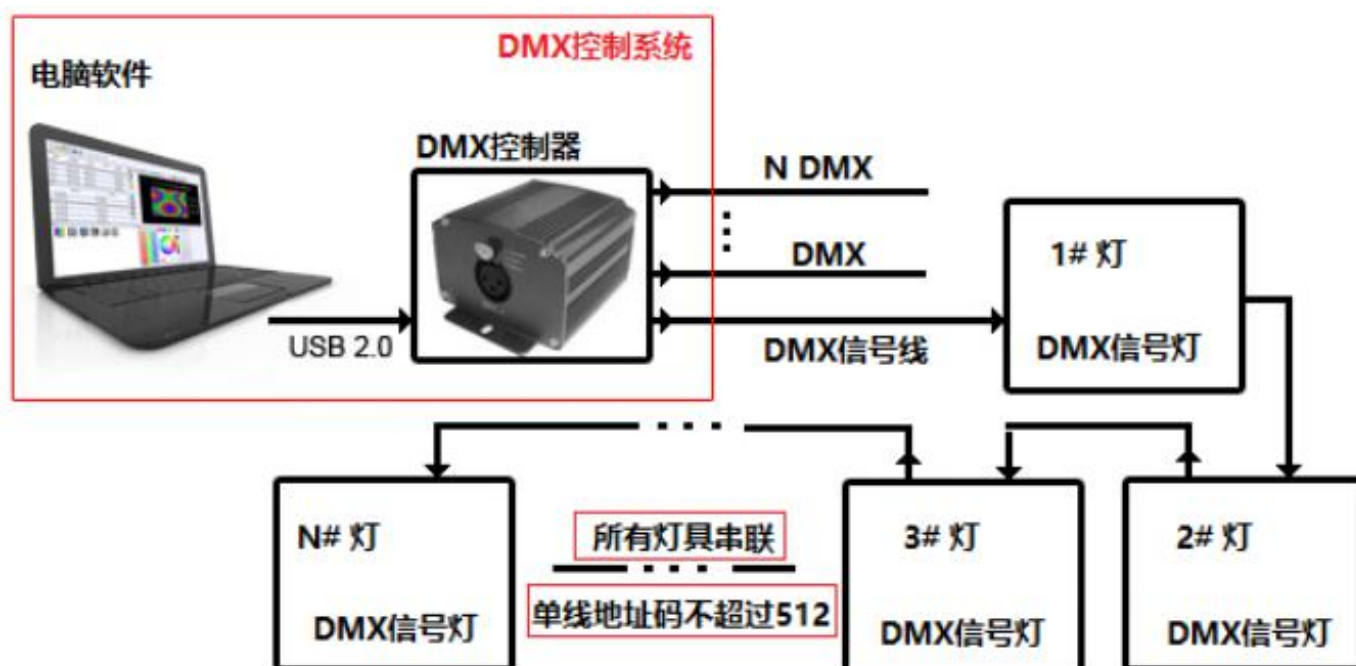 DMX控制系统
电脑软件
DMX控制器
N DMX
DMX
1# 灯
USB 2.0
DMX信号线
DMX信号灯
N# 灯
所有灯具串联
3# 灯
2# 灯
单线地址码不超过512
DMX信号灯
DMX信号灯
DMX信号灯